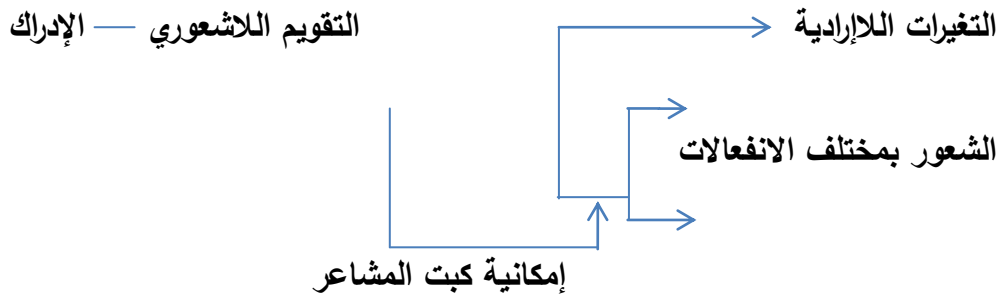 التغيرات اللاإرادية
التقويم اللاشعوري — الإدراك
الشعور بمختلف الانفعالات
إمكانية كبت المشاعر